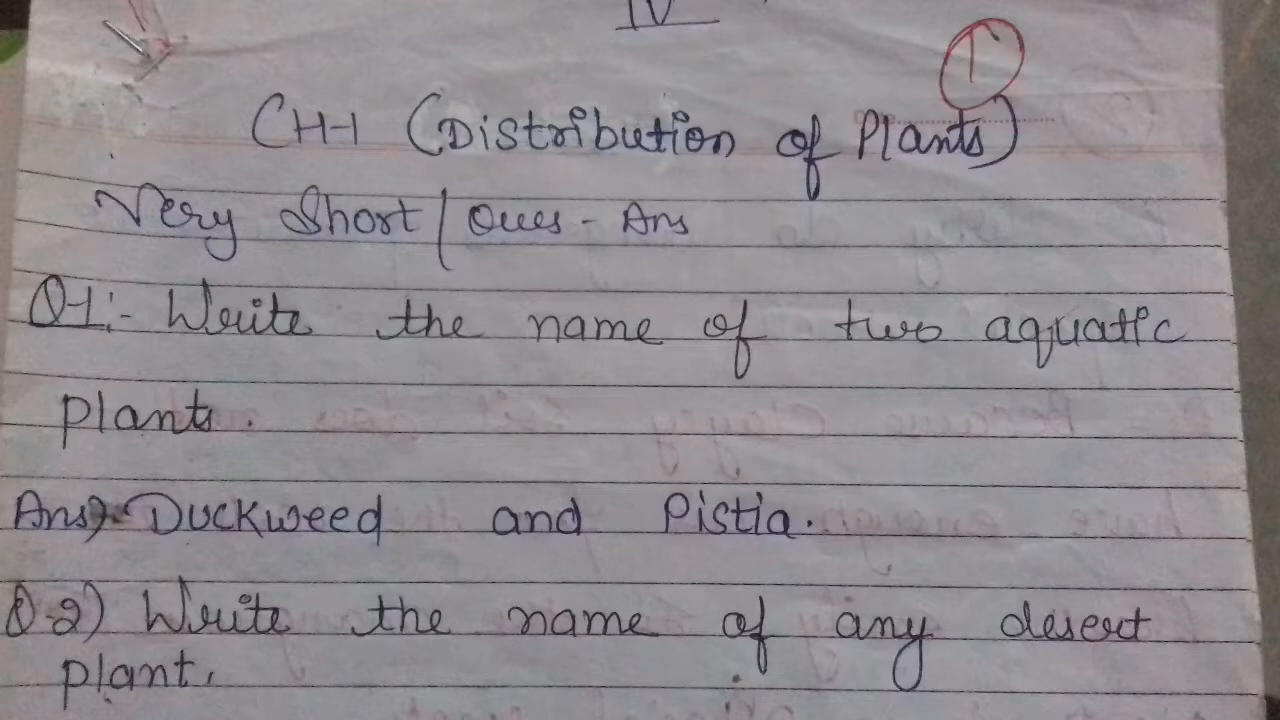 IV
1
CH-1 (Distribution of Plants)
Very Short / Ques - Ans
Q1:- Write the name of two aquatic
plants.
Ans)- Duckweed and Pistia.
Q.2) Write the name of any desert
plant.